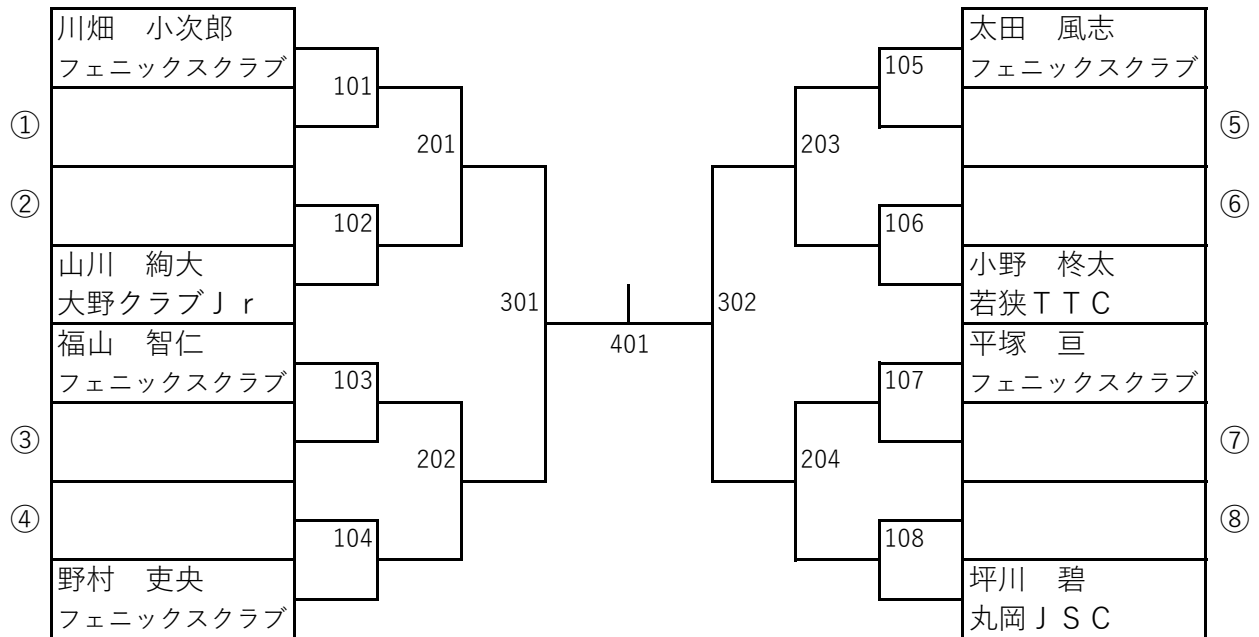 川畑　小次郎
フェニックスクラブ
①
②
山川　絢大
大野クラブＪｒ
福山　智仁
フェニックスクラブ
③
④
野村　吏央
フェニックスクラブ
101
102
103
104
201
202
301
401
302
203
204
105
106
107
108
太田　風志
フェニックスクラブ
⑤
⑥
小野　柊太
若狭ＴＴＣ
平塚　亘
フェニックスクラブ
⑦
⑧
坪川　碧
丸岡ＪＳＣ